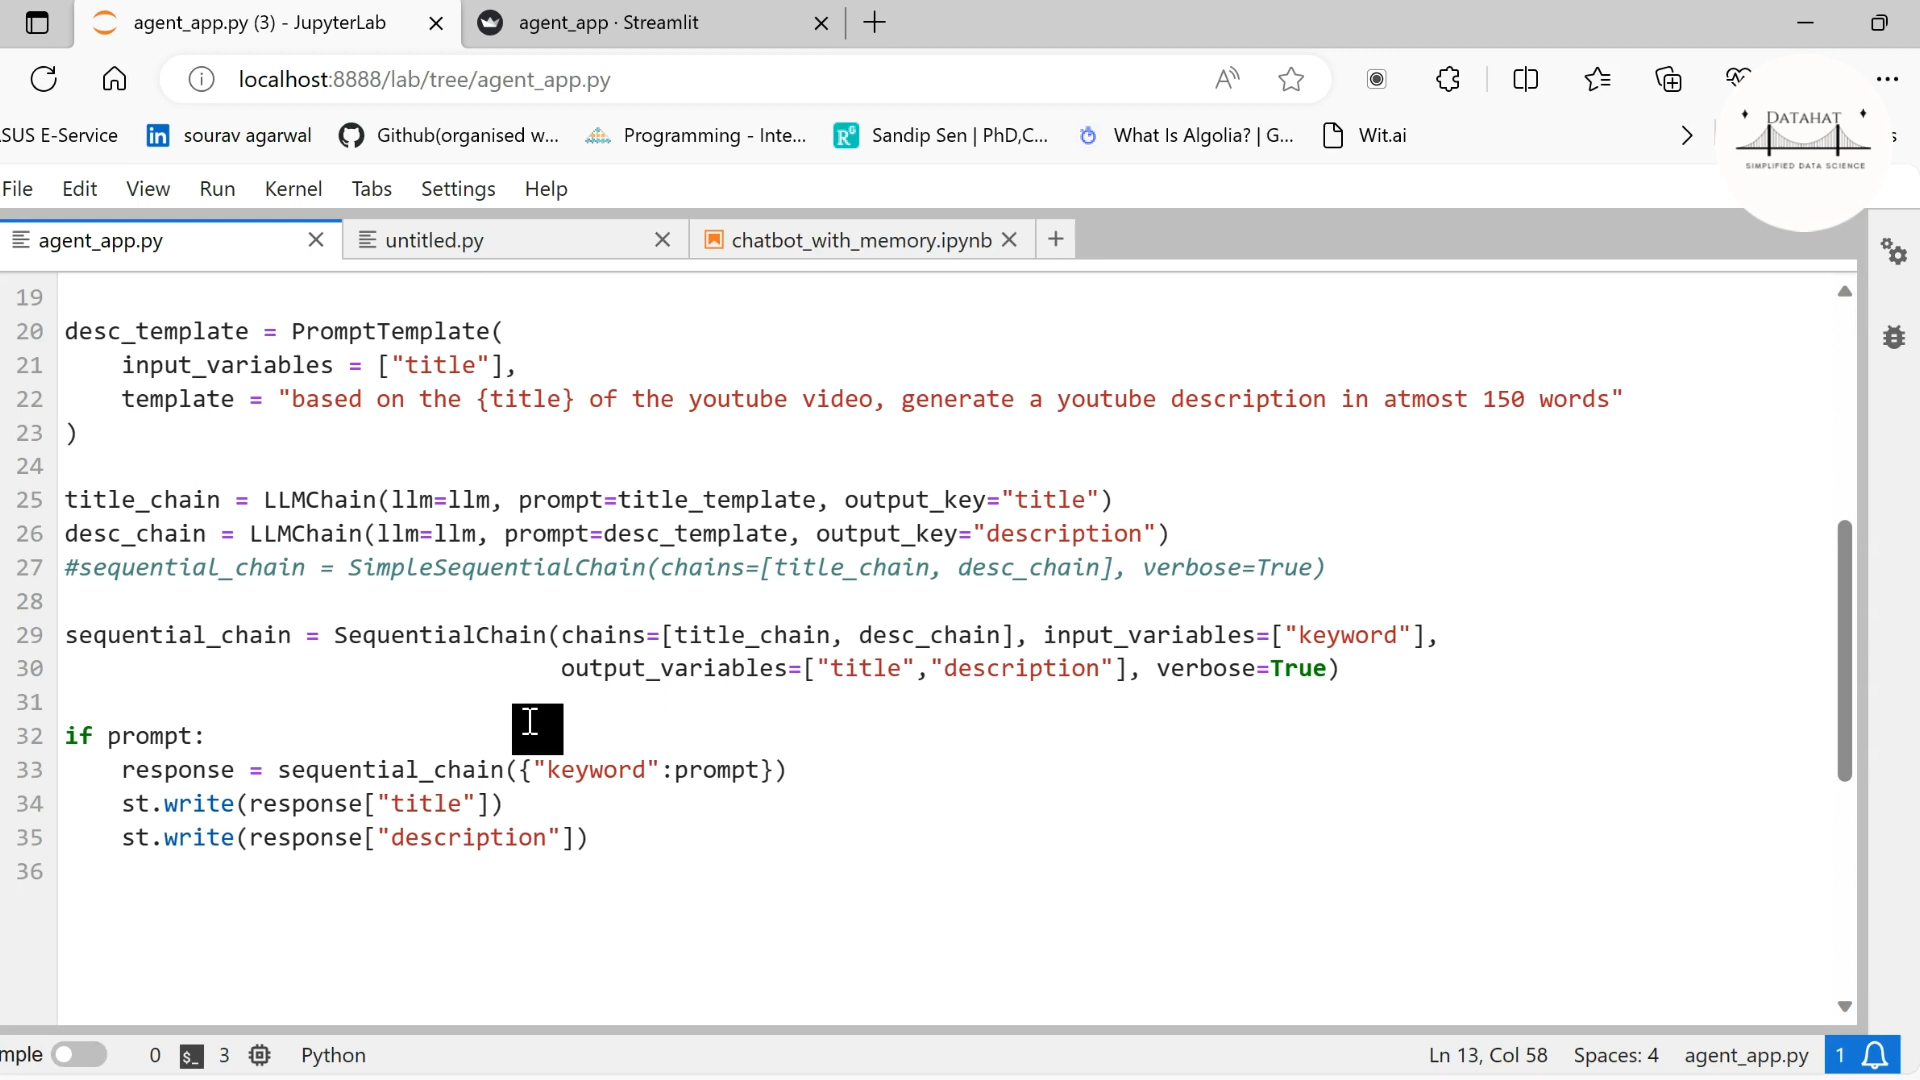 agent_app.py (3) - JupyterLab
agent_app · Streamlit
localhost:8888/lab/tree/agent_app.py
SUS E-Service
in sourav agarwal
Github(organised w...
Programming - Inte...
Sandip Sen | PhD,C...
What Is Algolia? | G...
Wit.ai
DATAHAT
SIMPLIFIED DATA SCIENCE
File Edit View Run Kernel Tabs Settings Help
agent_app.py
untitled.py
chatbot_with_memory.ipynb
19
20 desc_template = PromptTemplate(
21     input_variables = ["title"],
22     template = "based on the {title} of the youtube video, generate a youtube description in atmost 150 words"
23 )
24
25 title_chain = LLMChain(llm=llm, prompt=title_template, output_key="title")
26 desc_chain = LLMChain(llm=llm, prompt=desc_template, output_key="description")
27 #sequential_chain = SimpleSequentialChain(chains=[title_chain, desc_chain], verbose=True)
28
29 sequential_chain = SequentialChain(chains=[title_chain, desc_chain], input_variables=["keyword"],
30                                    output_variables=["title","description"], verbose=True)
31
32 if prompt:
33     response = sequential_chain({"keyword":prompt})
34     st.write(response["title"])
35     st.write(response["description"])
36
mple 0 $_ 3 Python Ln 13, Col 58 Spaces: 4 agent_app.py 1